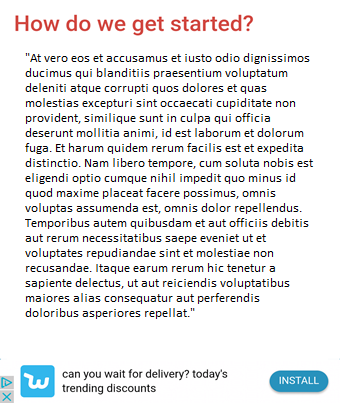 How do we get started?
"At vero eos et accusamus et iusto odio dignissimos
ducimus qui blanditiis praesentium voluptatum
deleniti atque corrupti quos dolores et quas
molestias excepturi sint occaecati cupiditate non
provident, similique sunt in culpa qui officia
deserunt mollitia animi, id est laborum et dolorum
fuga. Et harum quidem rerum facilis est et expedita
distinctio. Nam libero tempore, cum soluta nobis est
eligendi optio cumque nihil impedit quo minus id
quod maxime placeat facere possimus, omnis
voluptas assumenda est, omnis dolor repellendus.
Temporibus autem quibusdam et aut officiis debitis
aut rerum necessitatibus saepe eveniet ut et
voluptates repudiandae sint et molestiae non
recusandae. Itaque earum rerum hic tenetur a
sapiente delectus, ut aut reiciendis voluptatibus
maiores alias consequatur aut perferendis
doloribus asperiores repellat."
can you wait for delivery? today's
trending discounts
INSTALL